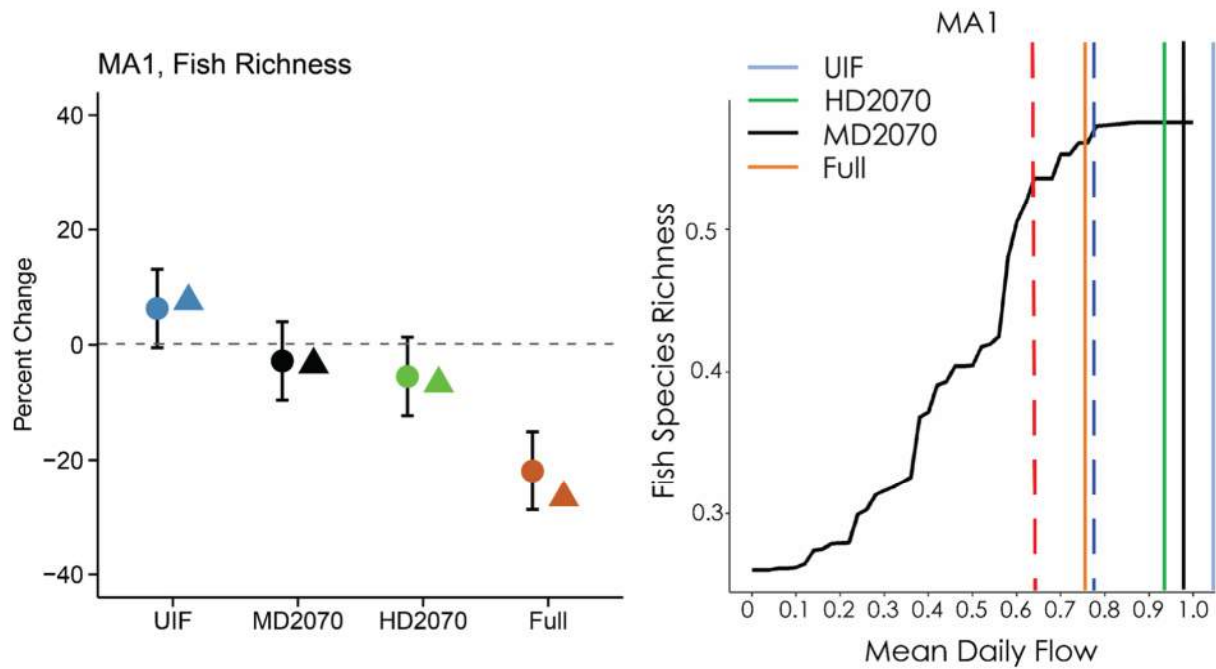 MA1, Fish Richness
Percent Change
40
20
0
−20
−40
UIF MD2070 HD2070 Full
MA1
UIF
HD2070
MD2070
Full
Fish Species Richness
0.5
0.4
0.3
0 0.1 0.2 0.3 0.4 0.5 0.6 0.7 0.8 0.9 1.0
Mean Daily Flow